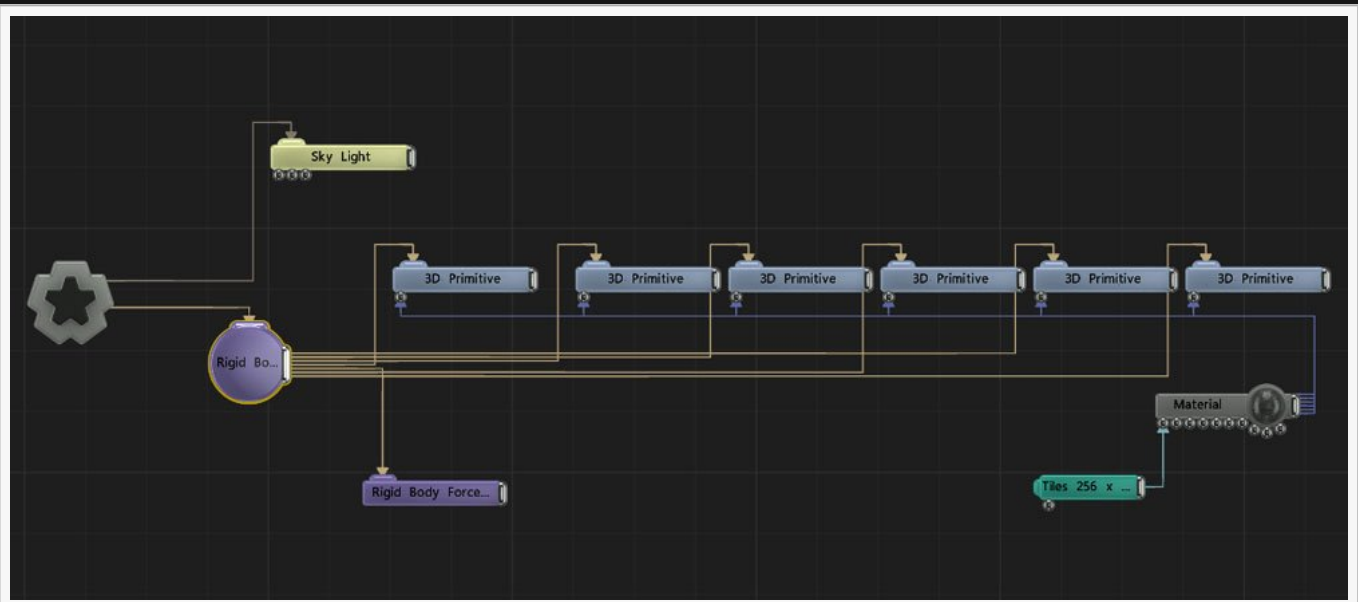 Sky Light
3D Primitive
3D Primitive
3D Primitive
3D Primitive
3D Primitive
3D Primitive
Rigid Bo...
Material
Tiles 256 x ...
Rigid Body Force...